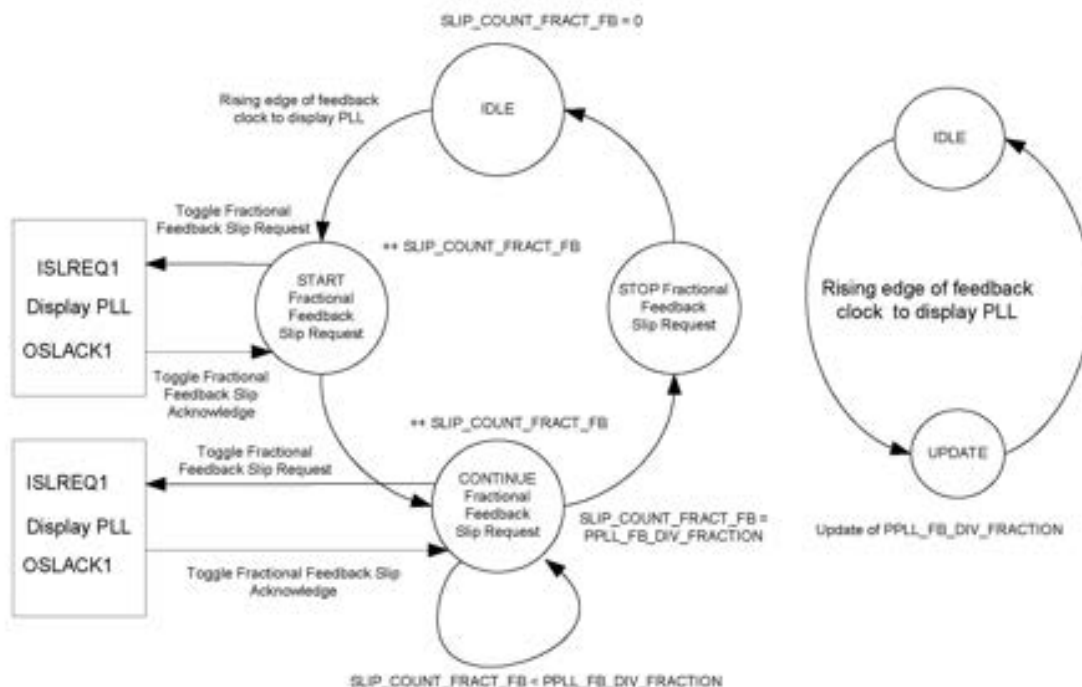 SLIP_COUNT_FRACT_FB = 0
IDLE
Rising edge of feedback
clock to display PLL
Toggle Fractional
Feedback Slip Request
++ SLIP_COUNT_FRACT_FB
ISLREQ1
Display PLL
OSLACK1
START
Fractional
Feedback
Slip Request
STOP Fractional
Feedback
Slip Request
Toggle Fractional
Feedback Slip
Acknowledge
++ SLIP_COUNT_FRACT_FB
Toggle Fractional
Feedback Slip Request
ISLREQ1
Display PLL
OSLACK1
CONTINUE
Fractional
Feedback
Slip Request
SLIP_COUNT_FRACT_FB =
PPLL_FB_DIV_FRACTION
Toggle Fractional Feedback Slip
Acknowledge
SLIP_COUNT_FRACT_FB < PPLL_FB_DIV_FRACTION
IDLE
Rising edge of feedback
clock to display PLL
UPDATE
Update of PPLL_FB_DIV_FRACTION